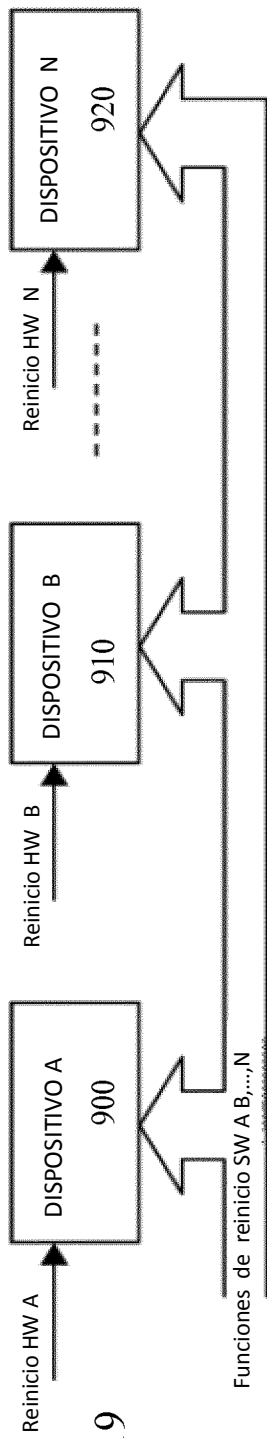 Reinicio HW A
DISPOSITIVO A
900
Reinicio HW B
DISPOSITIVO B
910
Reinicio HW N
DISPOSITIVO N
920
Funciones de reinicio SW A B,...,N
. 9